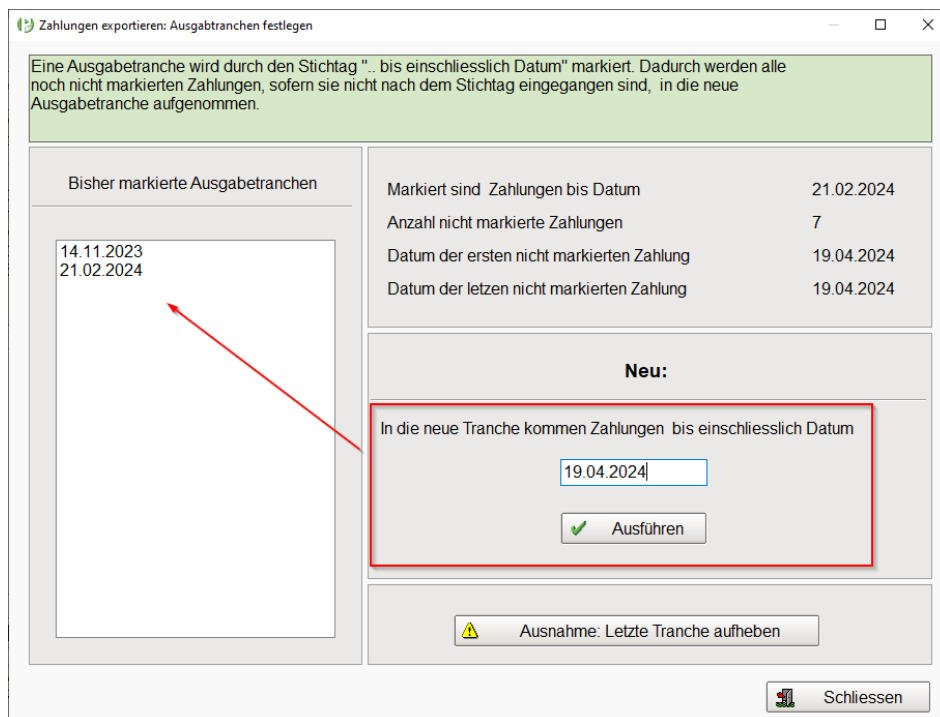 Zahlungen exportieren: Ausgabtranchen festlegen
Eine Ausgabetranche wird durch den Stichtag ".. bis einschliesslich Datum" markiert. Dadurch werden alle
noch nicht markierten Zahlungen, sofern sie nicht nach dem Stichtag eingegangen sind, in die neue
Ausgabetranche aufgenommen.
Bisher markierte Ausgabetranchen
14.11.2023
21.02.2024
Markiert sind Zahlungen bis Datum 21.02.2024
Anzahl nicht markierte Zahlungen 7
Datum der ersten nicht markierten Zahlung 19.04.2024
Datum der letzen nicht markierten Zahlung 19.04.2024
Neu:
In die neue Tranche kommen Zahlungen bis einschliesslich Datum
19.04.2024
Ausführen
Ausnahme: Letzte Tranche aufheben
Schliessen